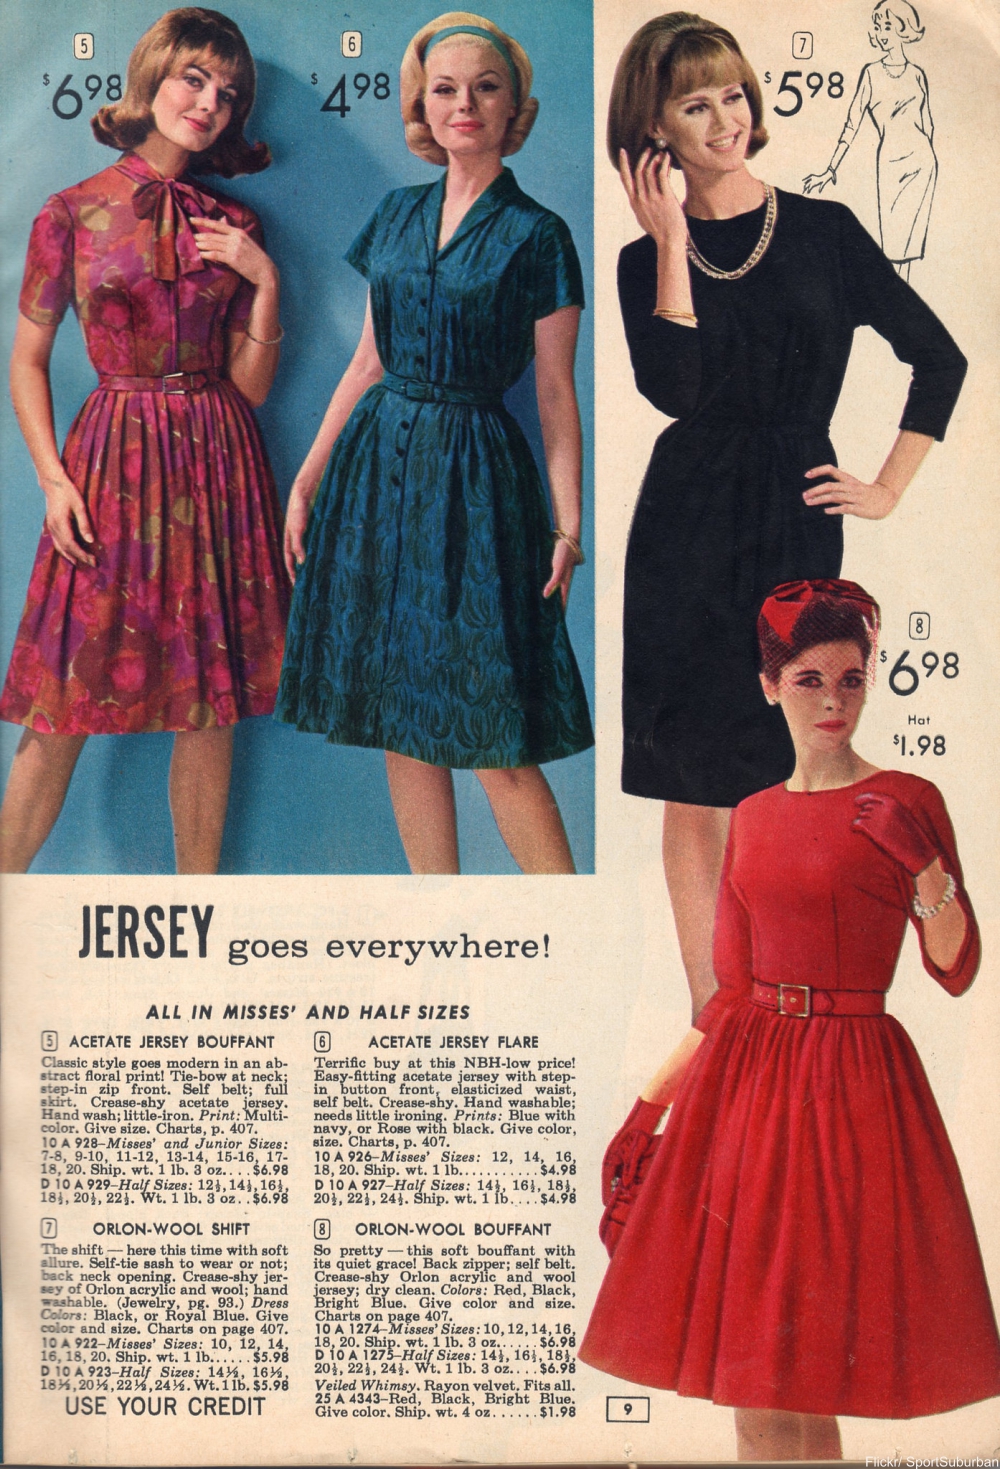 5
$6.98
6
$4.98
7
$5.98
8
$6.98
Hat
$1.98
JERSEY goes everywhere!
ALL IN MISSES' AND HALF SIZES
5 ACETATE JERSEY BOUFFANT
Classic style goes modern in an ab-
stract floral print! Tie-bow at neck;
step-in zip front. Self belt; full
skirt. Crease-shy acetate jersey.
Hand wash; little-iron. Print: Multi-
color. Give size. Charts, p. 407.
10 A 928–Misses' and Junior Sizes:
7-8, 9-10, 11-12, 13-14, 15-16, 17-
18, 20. Ship. wt. 1 lb. 3 oz....$6.98
D 10 A 929–Half Sizes: 12½, 14½, 16½,
18½, 20½, 22½. Wt. 1 lb. 3 oz..$6.98
6 ACETATE JERSEY FLARE
Terrific buy at this NBH-low price!
Easy-fitting acetate jersey with step-
in button front, elasticized waist,
self belt. Crease-shy. Hand washable;
needs little ironing. Prints: Blue with
navy, or Rose with black. Give color,
size. Charts, p. 407.
10 A 926–Misses' Sizes: 12, 14, 16,
18, 20. Ship. wt. 1 lb..........$4.98
D 10 A 927–Half Sizes: 14½, 16½, 18½,
20½, 22½, 24½. Ship. wt. 1 lb....$4.98
7 ORLON-WOOL SHIFT
The shift — here this time with soft
allure. Self-tie sash to wear or not;
back neck opening. Crease-shy jer-
sey of Orlon acrylic and wool; hand
washable. (Jewelry, pg. 93.) Dress
Colors: Black, or Royal Blue. Give
color and size. Charts on page 407.
10 A 922–Misses' Sizes: 10, 12, 14,
16, 18, 20. Ship. wt. 1 lb......$5.98
D 10 A 923–Half Sizes: 14½, 16½,
18½, 20½, 22½, 24½. Wt. 1 lb. $5.98
USE YOUR CREDIT
8 ORLON-WOOL BOUFFANT
So pretty — this soft bouffant with
its quiet grace! Back zipper; self belt.
Crease-shy Orlon acrylic and wool
jersey; dry clean. Colors: Red, Black,
Bright Blue. Give color and size.
Charts on page 407.
10 A 1274–Misses' Sizes: 10, 12, 14, 16,
18, 20. Ship. wt. 1 lb. 3 oz......$6.98
D 10 A 1275–Half Sizes: 14½, 16½, 18½,
20½, 22½, 24½. Wt. 1 lb. 3 oz....$6.98
Veiled Whimsy. Rayon velvet. Fits all.
25 A 4343–Red, Black, Bright Blue.
Give color. Ship. wt. 4 oz......$1.98
9
Flickr/ SportSuburban